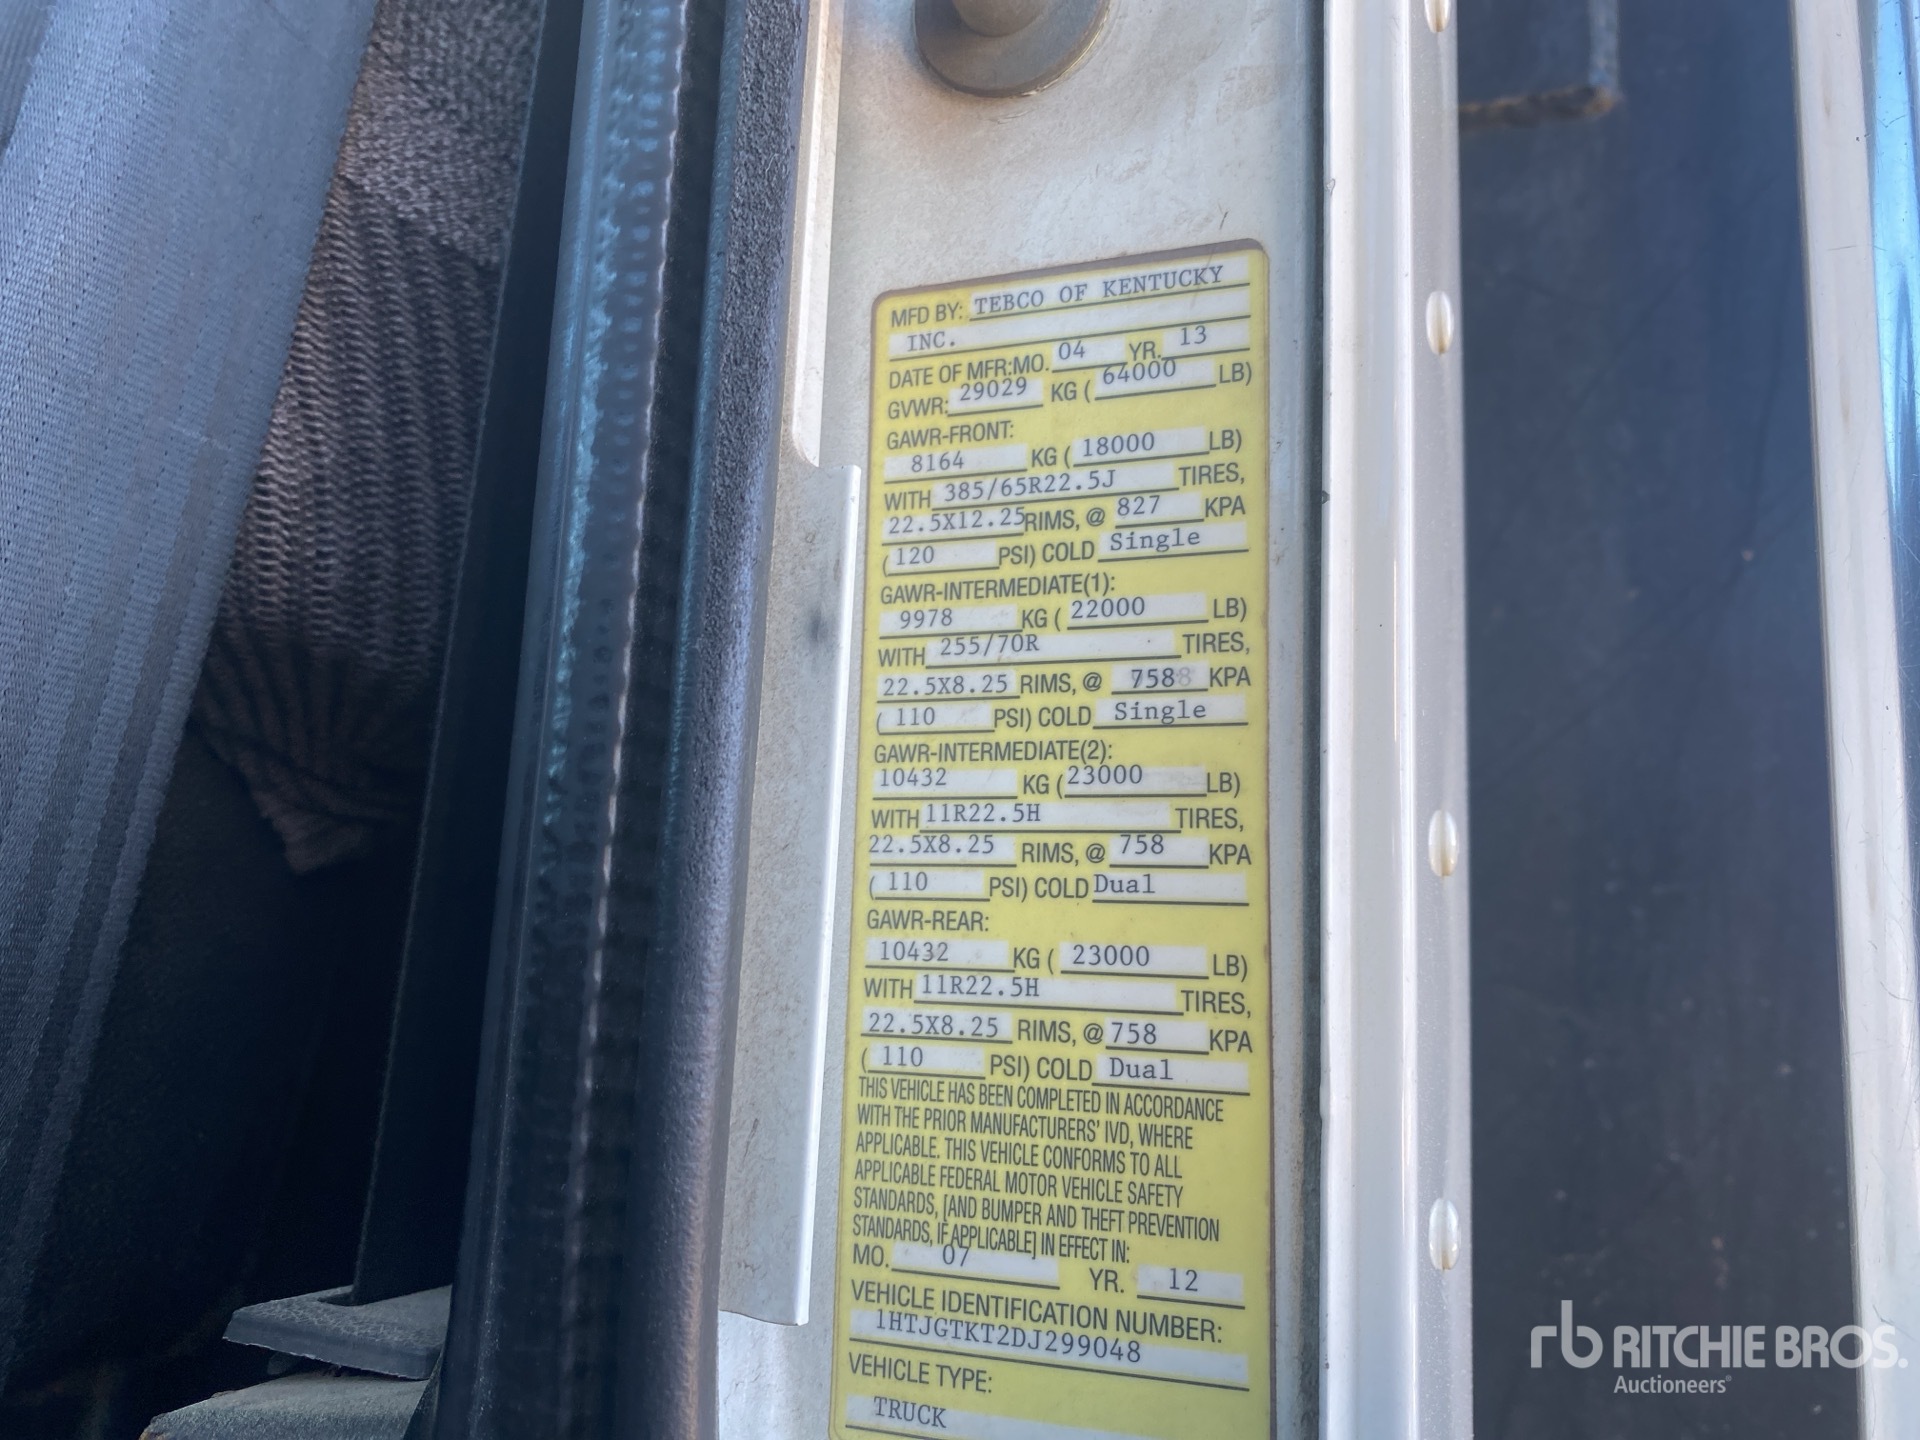 MFD BY: TEBCO OF KENTUCKY
INC.
DATE OF MFR:MO. 04 YR. 13
GVWR: 29029 KG ( 64000 LB)
GAWR-FRONT:
8164 KG ( 18000 LB)
WITH 385/65R22.5J TIRES,
22.5X12.25 RIMS, @ 827 KPA
( 120 PSI) COLD Single
GAWR-INTERMEDIATE(1):
9978 KG ( 22000 LB)
WITH 255/70R TIRES,
22.5X8.25 RIMS, @ 758 KPA
( 110 PSI) COLD Single
GAWR-INTERMEDIATE(2):
10432 KG ( 23000 LB)
WITH 11R22.5H TIRES,
22.5X8.25 RIMS, @ 758 KPA
( 110 PSI) COLD Dual
GAWR-REAR:
10432 KG ( 23000 LB)
WITH 11R22.5H TIRES,
22.5X8.25 RIMS, @ 758 KPA
( 110 PSI) COLD Dual
THIS VEHICLE HAS BEEN COMPLETED IN ACCORDANCE
WITH THE PRIOR MANUFACTURERS' IVD, WHERE
APPLICABLE. THIS VEHICLE CONFORMS TO ALL
APPLICABLE FEDERAL MOTOR VEHICLE SAFETY
STANDARDS, [AND BUMPER AND THEFT PREVENTION
STANDARDS, IF APPLICABLE] IN EFFECT IN:
MO. 07 YR. 12
VEHICLE IDENTIFICATION NUMBER:
1HTJGTKT2DJ299048
VEHICLE TYPE:
TRUCK
rb RITCHIE BROS.
Auctioneers